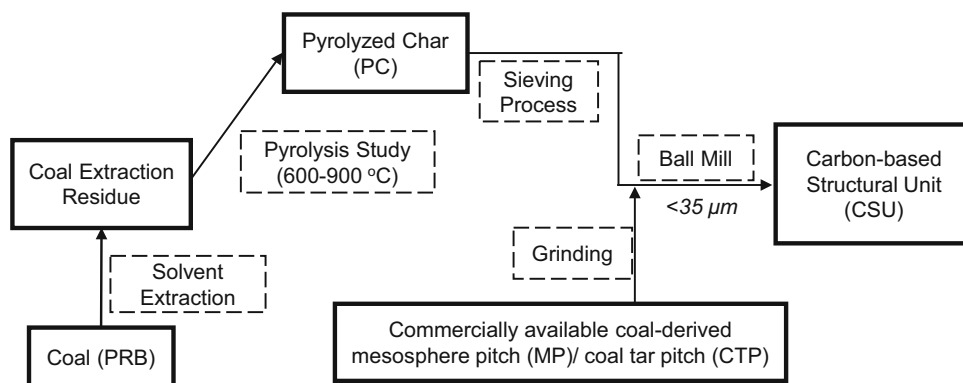 Pyrolyzed Char
(PC)
Sieving
Process
Pyrolysis Study
(600-900 ºC)
Coal Extraction
Residue
Ball Mill
<35 μm
Carbon-based
Structural Unit
(CSU)
Solvent
Extraction
Grinding
Coal (PRB)
Commercially available coal-derived
mesosphere pitch (MP)/ coal tar pitch (CTP)